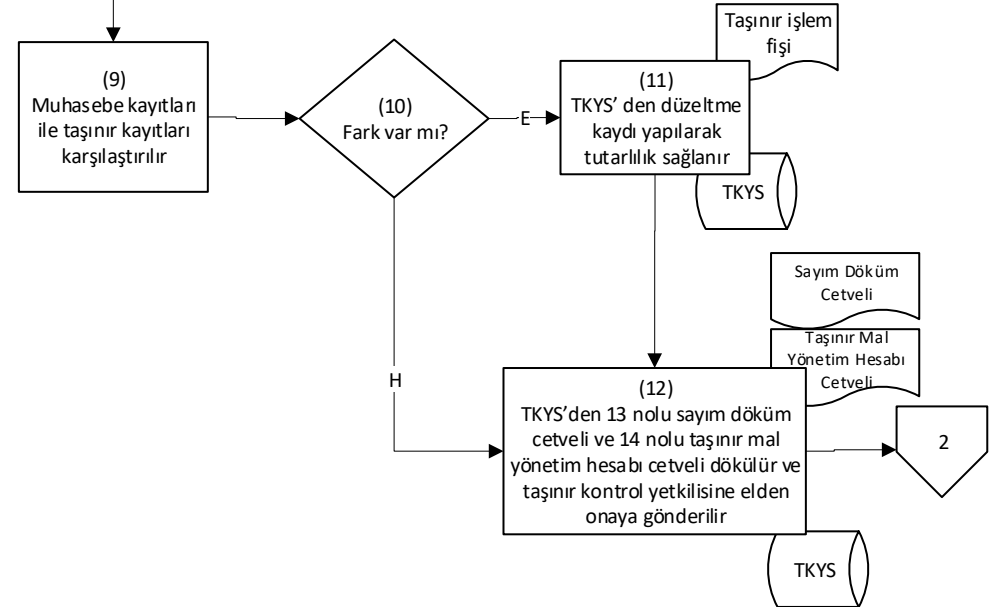 (9)
Muhasebe kayıtları
ile taşınır kayıtları
karşılaştırılır
(10)
Fark var mı?
E
Taşınır işlem
fişi
(11)
TKYS’ den düzeltme
kaydı yapılarak
tutarlılık sağlanır
TKYS
H
Sayım Döküm
Cetveli
Taşınır Mal
Yönetim Hesabı
Cetveli
(12)
TKYS’den 13 nolu sayım döküm
cetveli ve 14 nolu taşınır mal
yönetim hesabı cetveli dökülür ve
taşınır kontrol yetkilisine elden
onaya gönderilir
2
TKYS